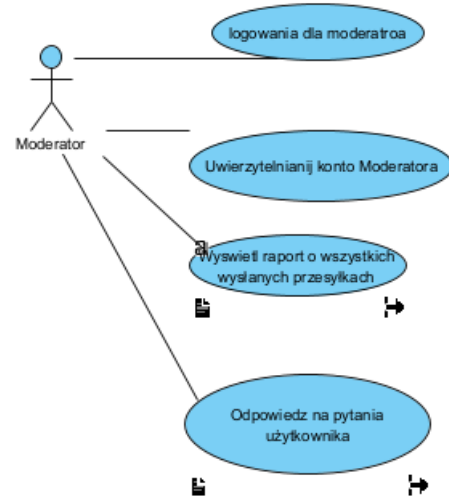 logowania dla moderatroa
Moderator
Uwierzytelnianij konto Moderatora
Wyswietl raport o wszystkich
wysłanych przesyłkach
Odpowiedz na pytania
użytkownika